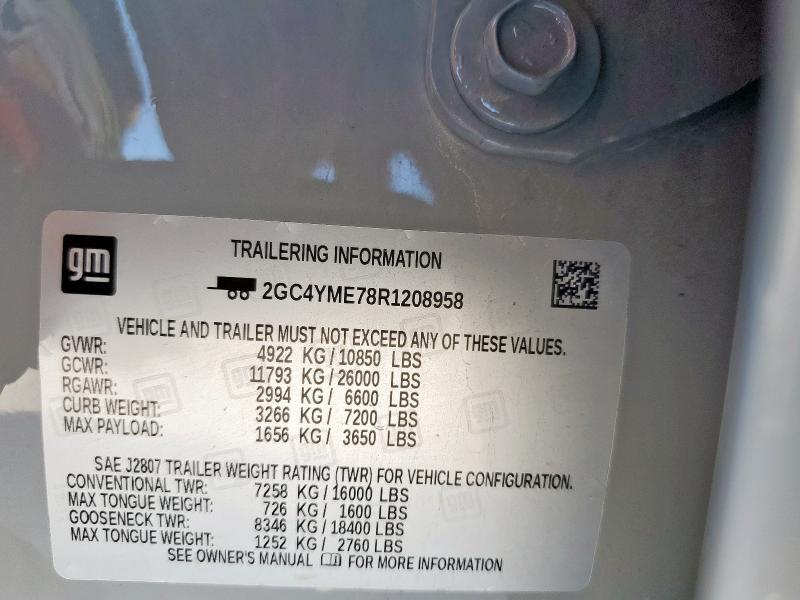 gm
TRAILERING INFORMATION
2GC4YME78R1208958
VEHICLE AND TRAILER MUST NOT EXCEED ANY OF THESE VALUES.
GVWR: 4922 KG / 10850 LBS
GCWR: 11793 KG / 26000 LBS
RGAWR: 2994 KG / 6600 LBS
CURB WEIGHT: 3266 KG / 7200 LBS
MAX PAYLOAD: 1656 KG / 3650 LBS
SAE J2807 TRAILER WEIGHT RATING (TWR) FOR VEHICLE CONFIGURATION.
CONVENTIONAL TWR: 7258 KG / 16000 LBS
MAX TONGUE WEIGHT: 726 KG / 1600 LBS
GOOSENECK TWR: 8346 KG / 18400 LBS
MAX TONGUE WEIGHT: 1252 KG / 2760 LBS
SEE OWNER'S MANUAL FOR MORE INFORMATION